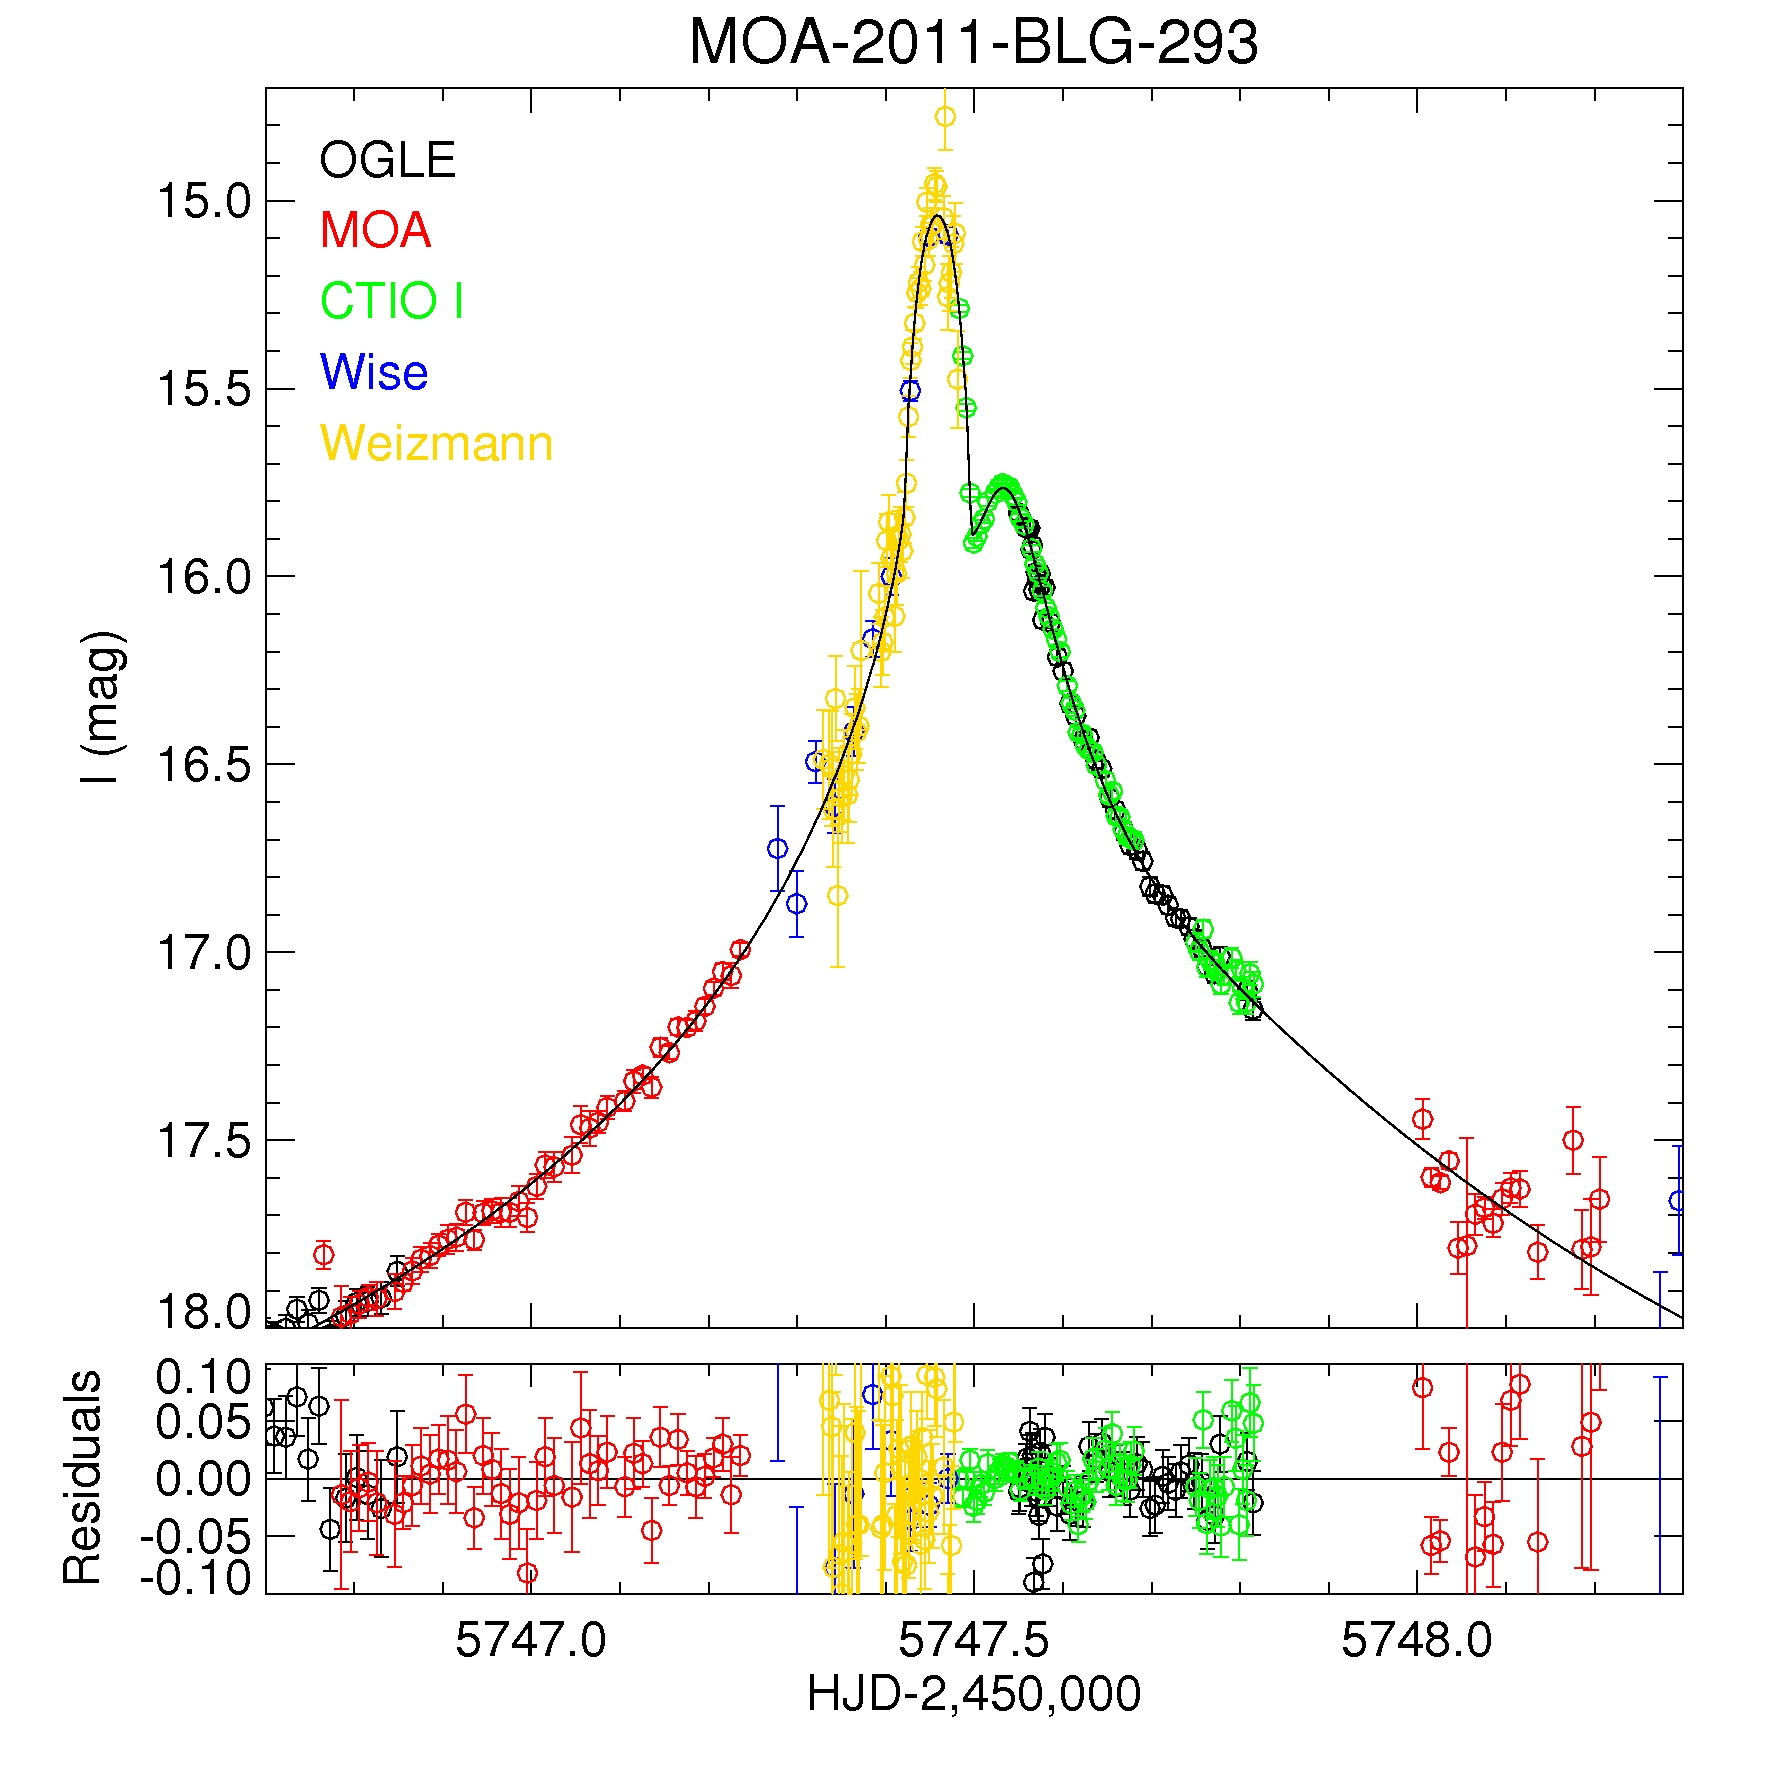 MOA-2011-BLG-293
OGLE
MOA
CTIO I
Wise
Weizmann
15.0
15.5
16.0
16.5
17.0
17.5
18.0
I (mag)
0.10
0.05
0.00
-0.05
-0.10
Residuals
5747.0 5747.5 5748.0
HJD-2,450,000